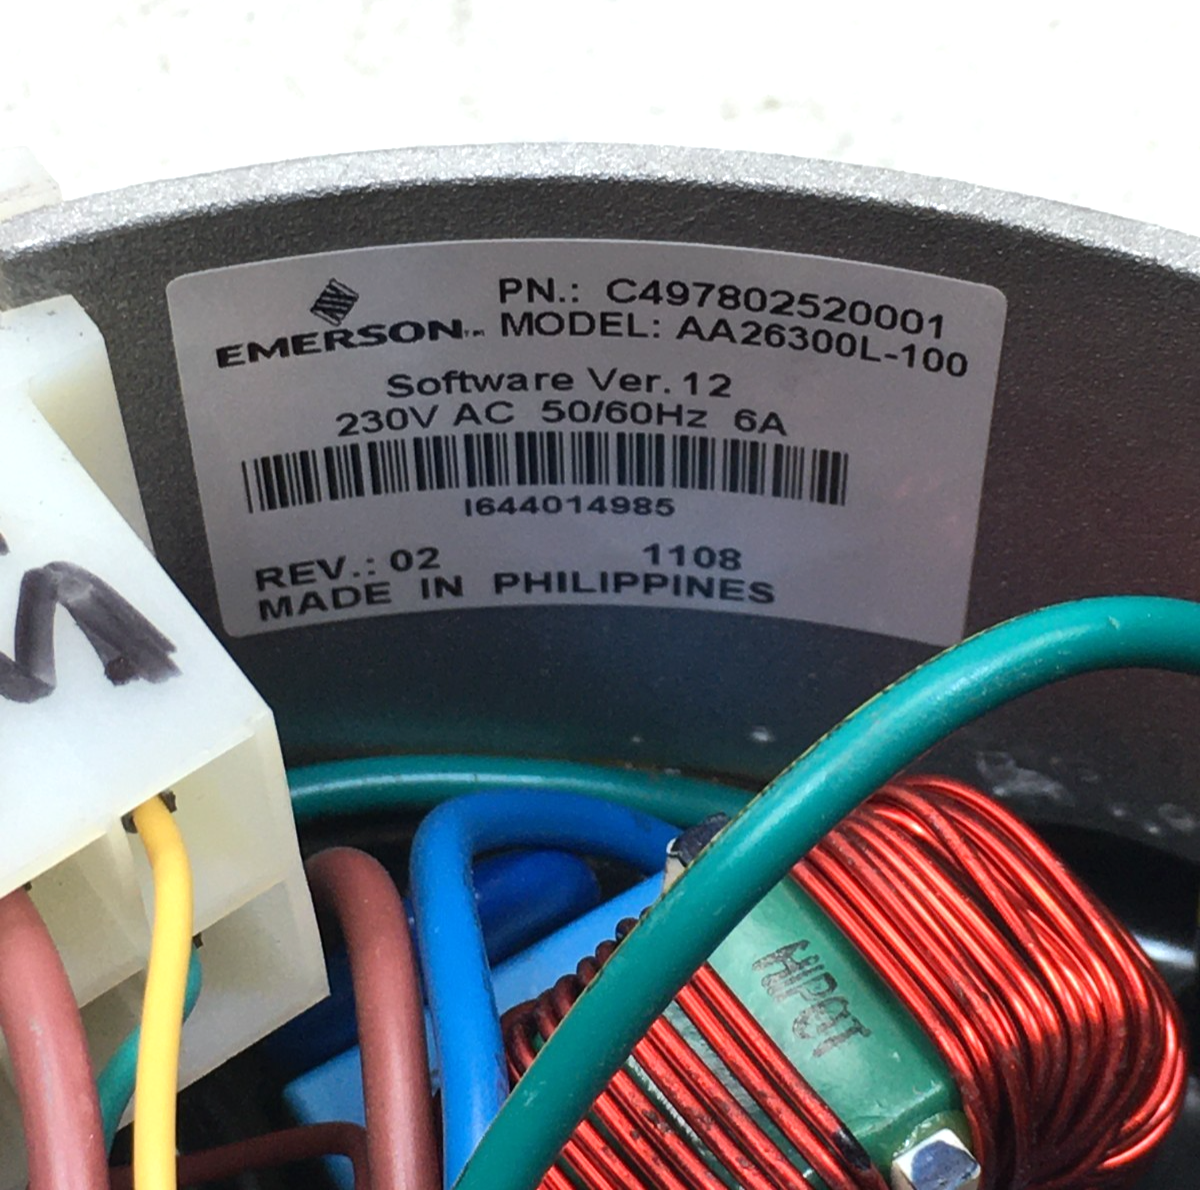 EMERSON™
PN.: C497802520001
MODEL: AA26300L-100
Software Ver. 12
230V AC 50/60Hz 6A
I644014985
REV.: 02 1108
MADE IN PHILIPPINES
HIPOT